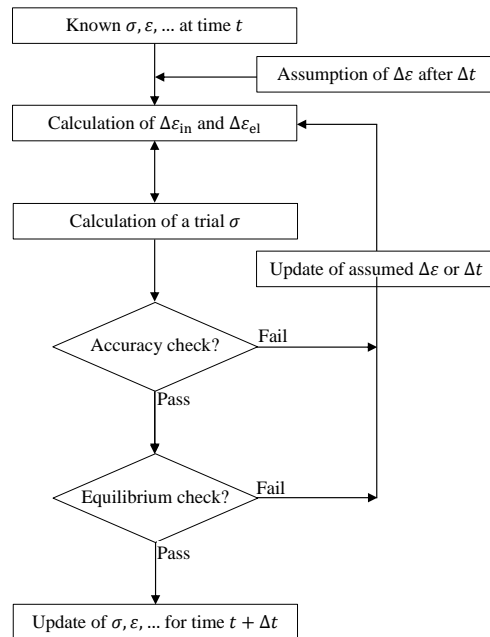 Known σ, ε, ... at time t
Assumption of Δε after Δt
Calculation of Δε_in and Δε_el
Calculation of a trial σ
Update of assumed Δε or Δt
Accuracy check?
Fail
Pass
Equilibrium check?
Fail
Pass
Update of σ, ε, ... for time t + Δt